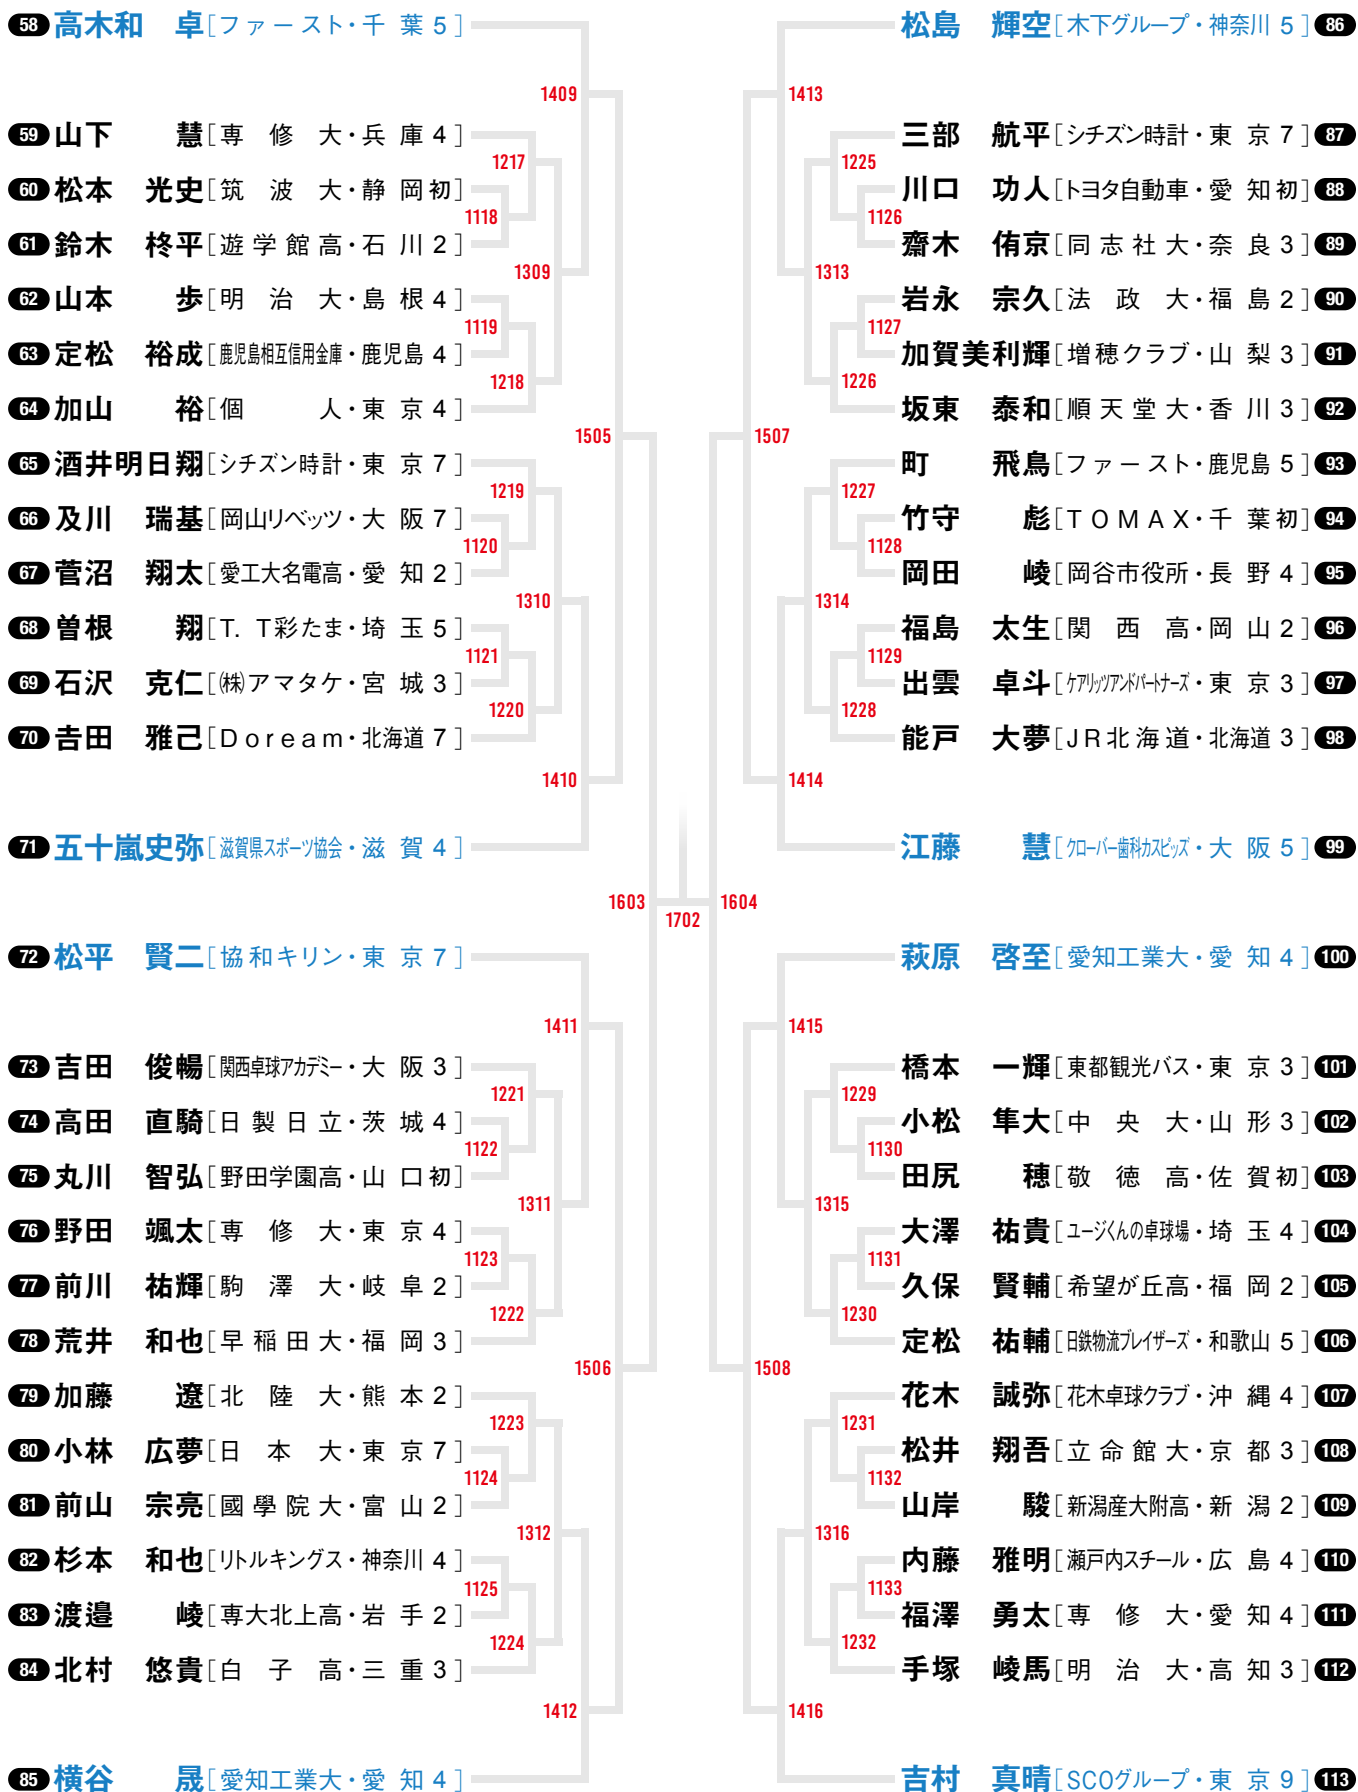 58 高木和 卓[ファースト・千 葉 5]
1409
59 山下 慧[専 修 大・兵 庫 4]
1217
60 松本 光史[筑 波 大・静 岡 初]
1118
61 鈴木 柊平[遊学館高・石 川 2]
1309
62 山本 歩[明 治 大・島 根 4]
1119
63 定松 裕成[鹿児島相互信用金庫・鹿児島 4]
1218
64 加山 裕[個 人・東 京 4]
1505
65 酒井明日翔[シチズン時計・東 京 7]
1219
66 及川 瑞基[岡山リベッツ・大 阪 7]
1120
67 菅沼 翔太[愛工大名電高・愛 知 2]
1310
68 曽根 翔[T. T彩たま・埼 玉 5]
1121
69 石沢 克仁[㈱アマタケ・宮 城 3]
1220
70 𠮷田 雅己[Doream・北海道 7]
1410
71 五十嵐史弥[滋賀県スポーツ協会・滋 賀 4]
1603
1702
72 松平 賢二[協和キリン・東 京 7]
1411
73 吉田 俊暢[関西卓球アカデミー・大 阪 3]
1221
74 高田 直騎[日製日立・茨 城 4]
1122
75 丸川 智弘[野田学園高・山 口 初]
1311
76 野田 颯太[専 修 大・東 京 4]
1123
77 前川 祐輝[駒 澤 大・岐 阜 2]
1222
78 荒井 和也[早稲田大・福 岡 3]
1506
79 加藤 遼[北 陸 大・熊 本 2]
1223
80 小林 広夢[日 本 大・東 京 7]
1124
81 前山 宗亮[國學院大・富 山 2]
1312
82 杉本 和也[リトルキングス・神奈川 4]
1125
83 渡邉 崚[専大北上高・岩 手 2]
1224
84 北村 悠貴[白 子 高・三 重 3]
1412
85 横谷 晟[愛知工業大・愛 知 4]
松島 輝空[木下グループ・神奈川 5] 86
1413
三部 航平[シチズン時計・東 京 7] 87
1225
川口 功人[トヨタ自動車・愛 知 初] 88
1126
齋木 侑京[同志社大・奈 良 3] 89
1313
岩永 宗久[法 政 大・福 島 2] 90
1127
加賀美利輝[増穂クラブ・山 梨 3] 91
1226
坂東 泰和[順天堂大・香 川 3] 92
1507
町 飛鳥[ファースト・鹿児島 5] 93
1227
竹守 彪[TOMAX・千 葉 初] 94
1128
岡田 崚[岡谷市役所・長 野 4] 95
1314
福島 太生[関 西 高・岡 山 2] 96
1129
出雲 卓斗[ケアリッツアンドパートナーズ・東 京 3] 97
1228
能戸 大夢[JR北海道・北海道 3] 98
1414
江藤 慧[クローバー歯科カスピッズ・大 阪 5] 99
1604
萩原 啓至[愛知工業大・愛 知 4] 100
1415
橋本 一輝[東都観光バス・東 京 3] 101
1229
小松 隼大[中 央 大・山 形 3] 102
1130
田尻 穂[敬 徳 高・佐 賀 初] 103
1315
大澤 祐貴[ユージくんの卓球場・埼 玉 4] 104
1131
久保 賢輔[希望が丘高・福 岡 2] 105
1230
定松 祐輔[日鉄物流ブレイザーズ・和歌山 5] 106
1508
花木 誠弥[花木卓球クラブ・沖 縄 4] 107
1231
松井 翔吾[立命館大・京 都 3] 108
1132
山岸 駿[新潟産大附高・新 潟 2] 109
1316
内藤 雅明[瀬戸内スチール・広 島 4] 110
1133
福澤 勇太[専 修 大・愛 知 4] 111
1232
手塚 崚馬[明 治 大・高 知 3] 112
1416
吉村 真晴[SCOグループ・東 京 9] 113